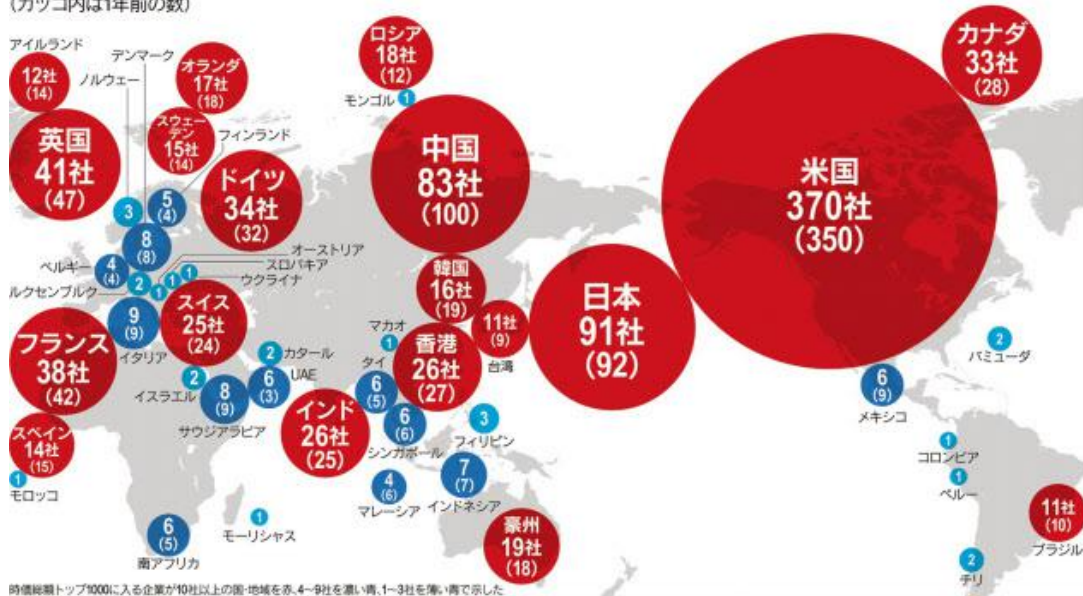 (カッコ内は1年前の数)
アイルランド
12社
(14)
デンマーク
ノルウェー
オランダ
17社
(18)
スウェー
デン
15社
(14)
フィンランド
5
(4)
3
8
(8)
英国
41社
(47)
ドイツ
34社
(32)
ロシア
18社
(12)
モンゴル
1
中国
83社
(100)
米国
370社
(350)
カナダ
33社
(28)
ベルギー
4
(4)
ルクセンブルク
2
オーストリア
1
スロバキア
1
ウクライナ
1
スイス
25社
(24)
9
(9)
イタリア
フランス
38社
(42)
スペイン
14社
(15)
1
モロッコ
イスラエル
2
8
(9)
サウジアラビア
2
カタール
6
(3)
UAE
インド
26社
(25)
韓国
16社
(19)
11社
(9)
台湾
マカオ
1
香港
26社
(27)
タイ
6
(5)
6
(6)
シンガポール
3
フィリピン
4
(6)
マレーシア
7
(7)
インドネシア
日本
91社
(92)
豪州
19社
(18)
6
(5)
南アフリカ
1
モーリシャス
2
バミューダ
6
(9)
メキシコ
1
コロンビア
1
ペルー
11社
(10)
ブラジル
2
チリ
時価総額トップ1000に入る企業が10社以上の国・地域を赤、4〜9社を濃い青、1〜3社を薄い青で示した